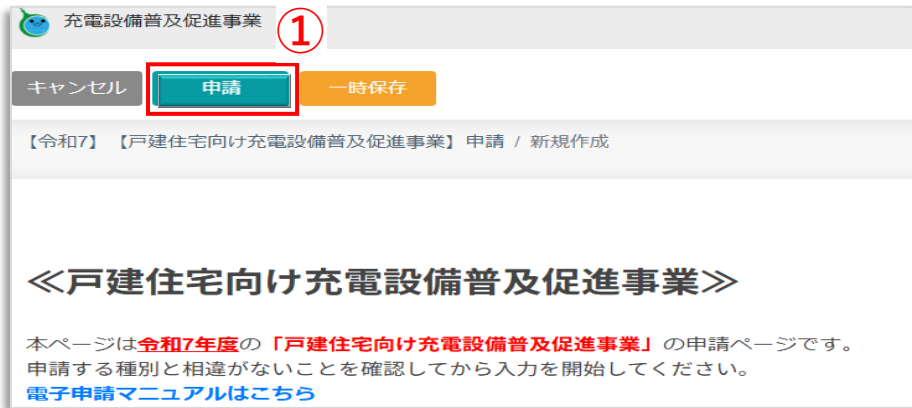 充電設備普及促進事業
①
キャンセル 申請 一時保存
【令和7】【戸建住宅向け充電設備普及促進事業】申請 / 新規作成
≪戸建住宅向け充電設備普及促進事業≫
本ページは令和7年度の「戸建住宅向け充電設備普及促進事業」の申請ページです。
申請する種別と相違がないことを確認してから入力を開始してください。
電子申請マニュアルはこちら